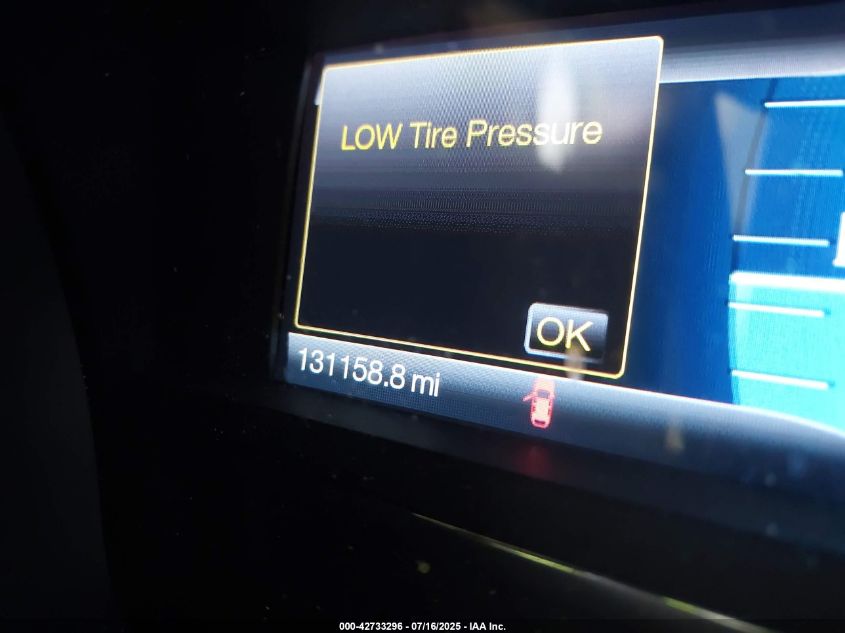 LOW Tire Pressure
OK
131158.8 mi
000-42733296 - 07/16/2025 - IAA Inc.